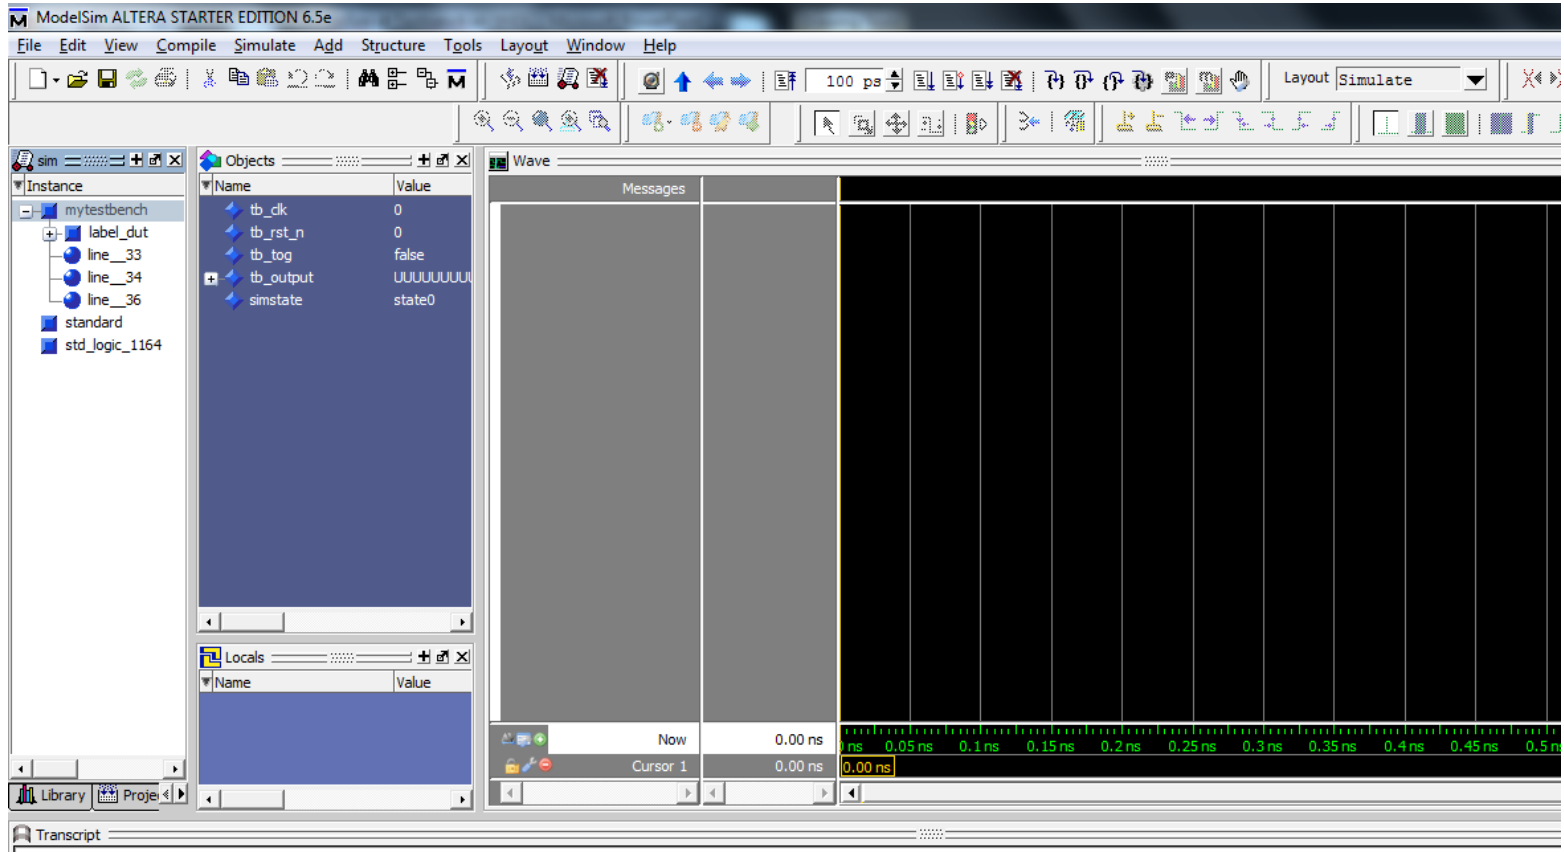 ModelSim ALTERA STARTER EDITION 6.5e
File Edit View Compile Simulate Add Structure Tools Layout Window Help
100 ps Layout Simulate
sim
Instance
mytestbench
label_dut
line__33
line__34
line__36
standard
std_logic_1164
Library Proje
Objects
Name Value
tb_clk 0
tb_rst_n 0
tb_tog false
tb_output UUUUUUUU
simstate state0
Locals
Name Value
Wave
Messages
Now 0.00 ns
Cursor 1 0.00 ns
ns 0.05 ns 0.1 ns 0.15 ns 0.2 ns 0.25 ns 0.3 ns 0.35 ns 0.4 ns 0.45 ns 0.5 n
0.00 ns
Transcript